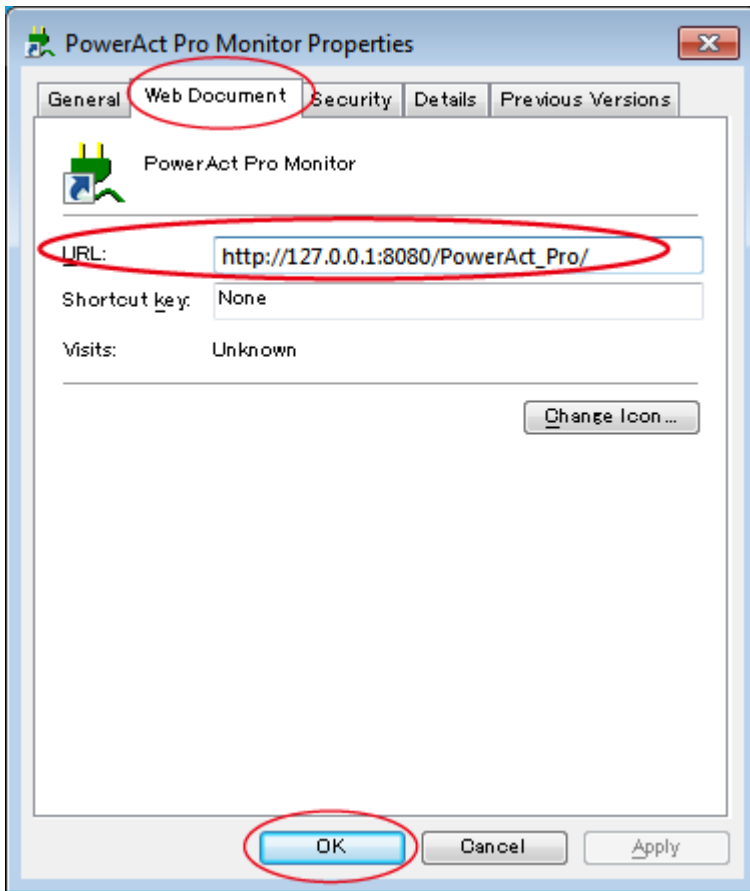 PowerAct Pro Monitor Properties
General Web Document Security Details Previous Versions
PowerAct Pro Monitor
URL: http://127.0.0.1:8080/PowerAct_Pro/
Shortcut key: None
Visits: Unknown
Change Icon...
OK Cancel Apply